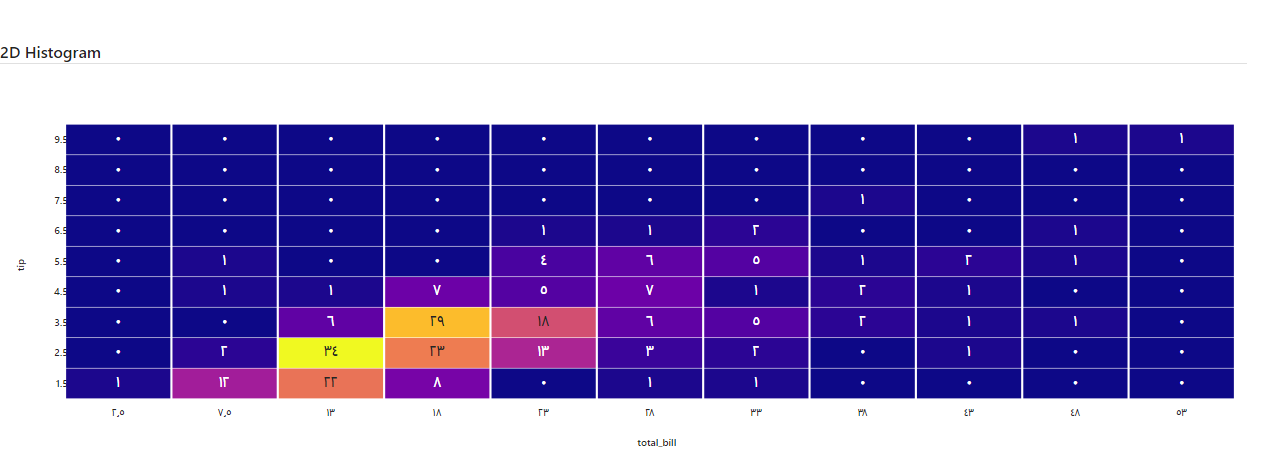 2D Histogram
9.5 ٠ ٠ ٠ ٠ ٠ ٠ ٠ ٠ ٠ ١ ١
8.5 ٠ ٠ ٠ ٠ ٠ ٠ ٠ ٠ ٠ ٠ ٠
7.5 ٠ ٠ ٠ ٠ ٠ ٠ ٠ ١ ٠ ٠ ٠
6.5 ٠ ٠ ٠ ٠ ١ ١ ٢ ٠ ٠ ١ ٠
5.5 ٠ ١ ٠ ٠ ٤ ٦ ٥ ١ ٢ ١ ٠
tip
4.5 ٠ ١ ١ ٧ ٥ ٧ ١ ٢ ١ ٠ ٠
3.5 ٠ ٠ ٦ ٢٩ ١٨ ٦ ٥ ٢ ١ ١ ٠
2.5 ٠ ٢ ٣٤ ٢٣ ١٣ ٣ ٢ ٠ ١ ٠ ٠
1.5 ١ ١٢ ٢٢ ٨ ٠ ١ ١ ٠ ٠ ٠ ٠
٢٫٥ ٧٫٥ ١٣ ١٨ ٢٣ ٢٨ ٣٣ ٣٨ ٤٣ ٤٨ ٥٣
total_bill